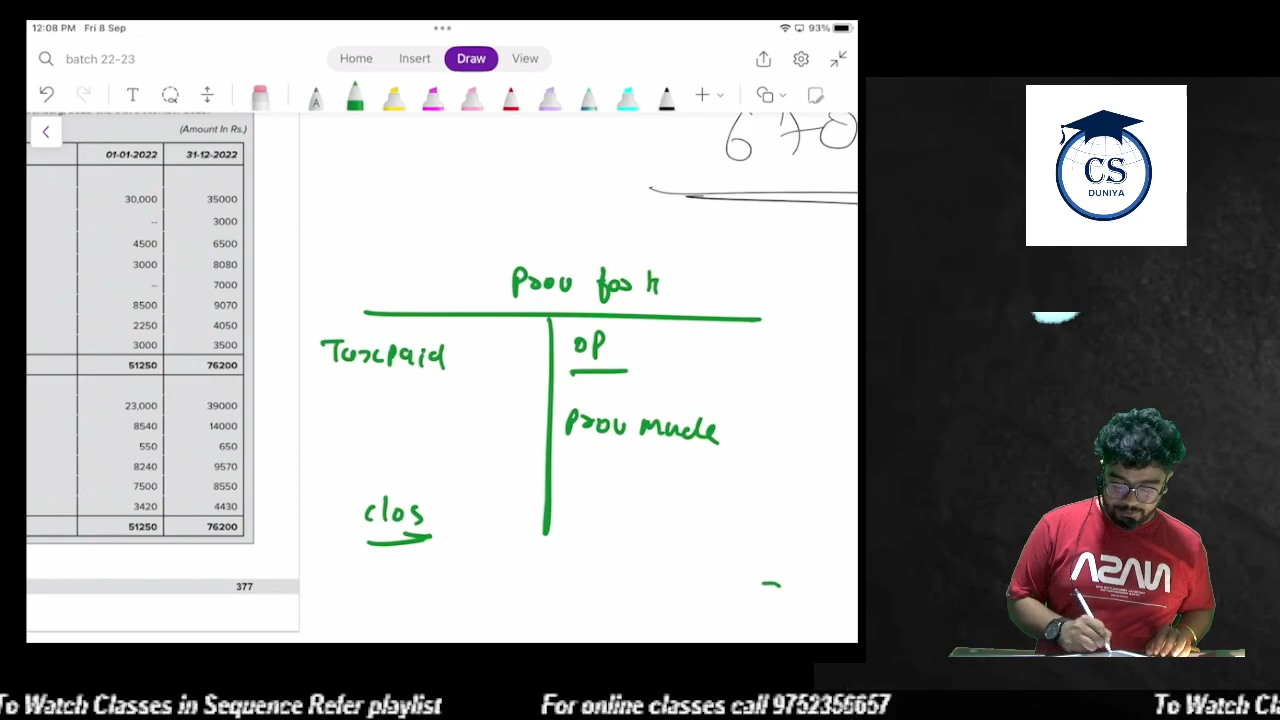 12:08 PM Fri 8 Sep
93%
batch 22-23
Home Insert Draw View
(Amount In Rs.)
01-01-2022 31-12-2022
30,000 35000
-- 3000
4500 6500
3000 8080
-- 7000
8500 9070
2250 4050
3000 3500
51250 76200
23,000 39000
8540 14000
550 650
8240 9570
7500 8550
3420 4430
51250 76200
377
Prov for
Tax paid
OP
Prov made
clos
CS
DUNIYA
NASA
To Watch Classes in Sequence Refer playlist For online classes call 9752356657 To Watch Cl